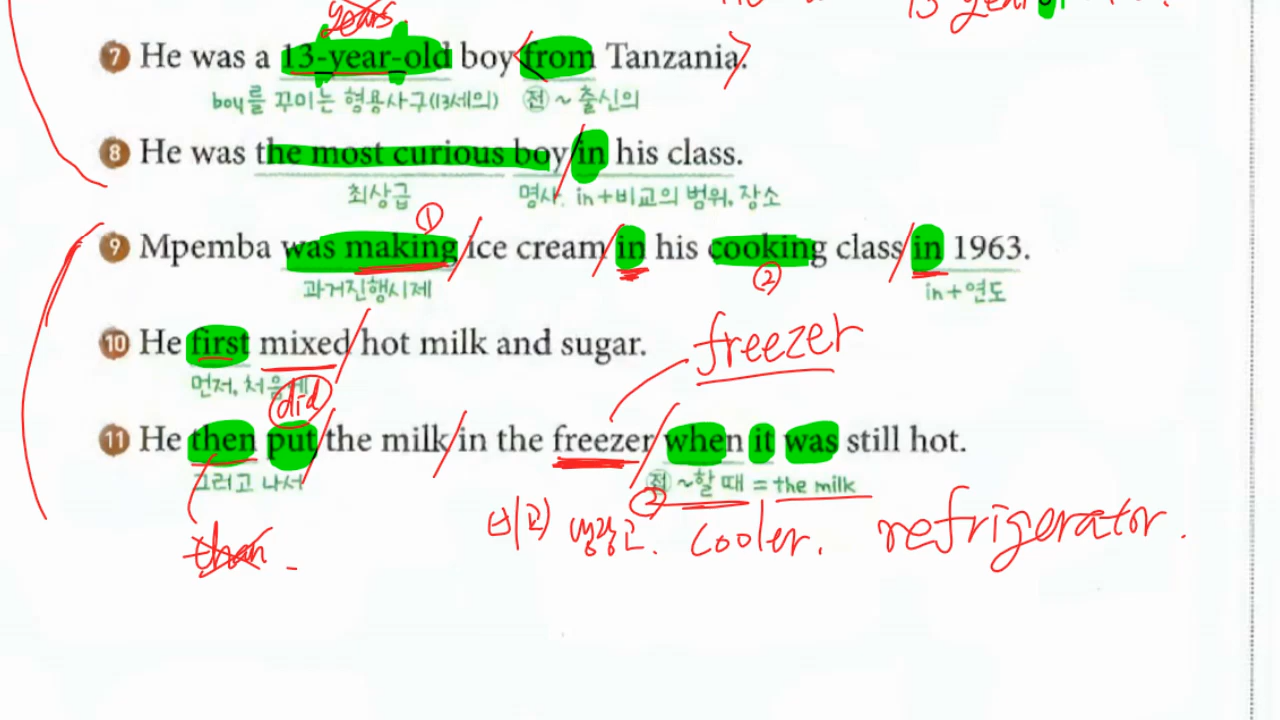 13 year
years.
7 He was a 13-year-old boy from Tanzania.
boy를 꾸미는 형용사구(13세의) 전 ~ 출신의
8 He was the most curious boy in his class.
최상급 명사. in+비교의 범위, 장소
①
9 Mpemba was making ice cream in his cooking class in 1963.
과거진행시제 ② in+연도
10 He first mixed hot milk and sugar.
freezer
먼저, 처음에
did
11 He then put the milk in the freezer when it was still hot.
그러고 나서 전 ~할 때 = the milk
than 비교) 냉장고. cooler. refrigerator.